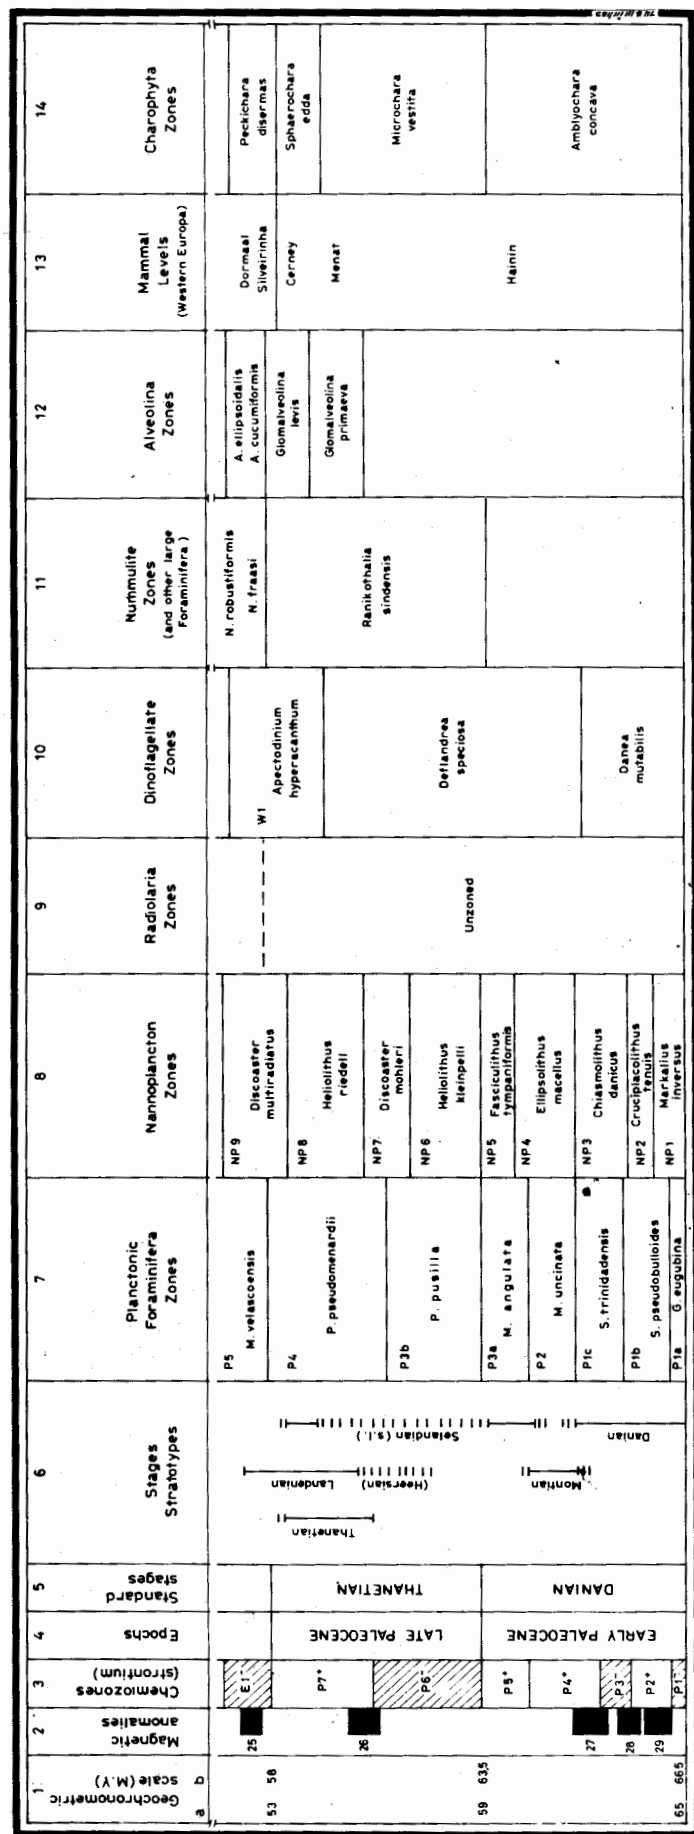 1
Geochronometric
scale (M.Y)
a
σ
53
58
59
63,5
65
66.5
2
Magnetic
anomalies
25
26
27
28
29
3
Chemiozones
(strontium)
E1⁻
P7⁺
P6⁻
P5⁺
P4⁺
P3⁻
P2⁺
P1⁻
4
Epochs
LATE PALEOCENE
EARLY PALEOCENE
5
Standard
stages
THANETIAN
DANIAN
6
Stages
Stratotypes
Thanetian
Landenian
(Heersian)
Montian
Selandian (s.l.)
Danian
7
Planctonic
Foraminifera
Zones
P5
M. velascoensis
P4
P. pseudomenardii
P3b
P. pusilla
P3a
M. angulata
P2
M. uncinata
P1c
S. trinidadensis
P1b
S. pseudobulloides
P1a
G. eugubina
8
Nannoplancton
Zones
NP9
Discoaster
multiradiatus
NP8
Heliolithus
riedeli
NP7
Discoaster
mohleri
NP6
Heliolithus
kleinpelli
NP5
Fasciculithus
tympaniformis
NP4
Ellipsolithus
macellus
NP3
Chiasmolithus
danicus
NP2
Cruciplacolithus
tenuis
NP1
Markalius
inversus
9
Radiolaria
Zones
Unzoned
10
Dinoflagellate
Zones
W1
Apectodinium
hyperacanthum
Deflandrea
speciosa
Danea
mutabilis
11
Nummulite
Zones
(and other large
Foraminifera)
N. robustiformis
N. fraasi
Ranikothalia
sindensis
12
Alveolina
Zones
A. ellipsoidalis
A. cucumiformis
Glomalveolina
levis
Glomalveolina
primaeva
13
Mammal
Levels
(Western Europa)
Dormaal
Silveirinha
Cerney
Menat
Hainin
14
Charophyta
Zones
Peckichara
disermas
Sphaerochara
edda
Microchara
vestita
Amblyochara
concava